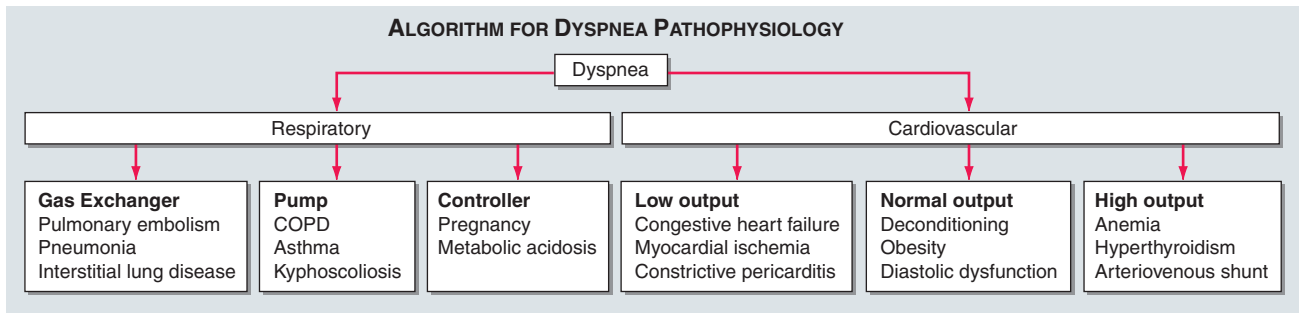 ALGORITHM FOR DYSPNEA PATHOPHYSIOLOGY
Dyspnea
Respiratory
Cardiovascular
Gas Exchanger
Pulmonary embolism
Pneumonia
Interstitial lung disease
Pump
COPD
Asthma
Kyphoscoliosis
Controller
Pregnancy
Metabolic acidosis
Low output
Congestive heart failure
Myocardial ischemia
Constrictive pericarditis
Normal output
Deconditioning
Obesity
Diastolic dysfunction
High output
Anemia
Hyperthyroidism
Arteriovenous shunt